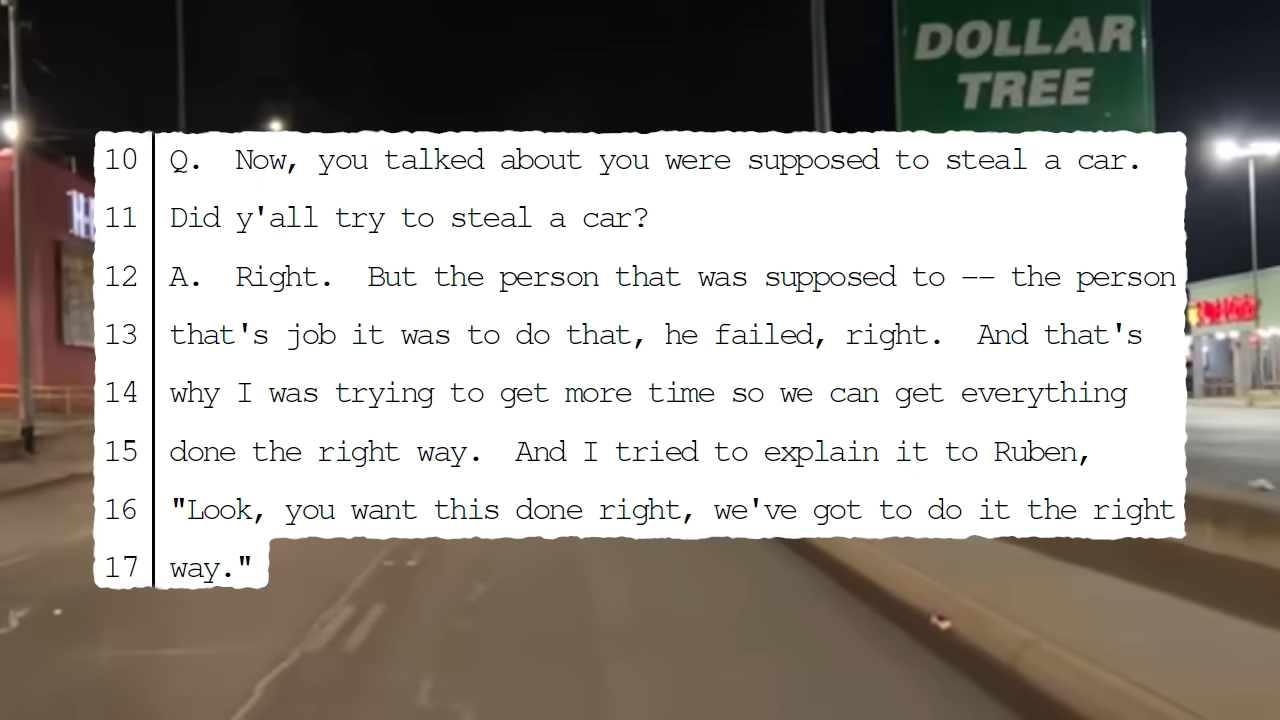 DOLLAR
TREE
10 Q. Now, you talked about you were supposed to steal a car.
11 Did y'all try to steal a car?
12 A. Right. But the person that was supposed to -- the person
13 that's job it was to do that, he failed, right. And that's
14 why I was trying to get more time so we can get everything
15 done the right way. And I tried to explain it to Ruben,
16 "Look, you want this done right, we've got to do it the right
17 way."